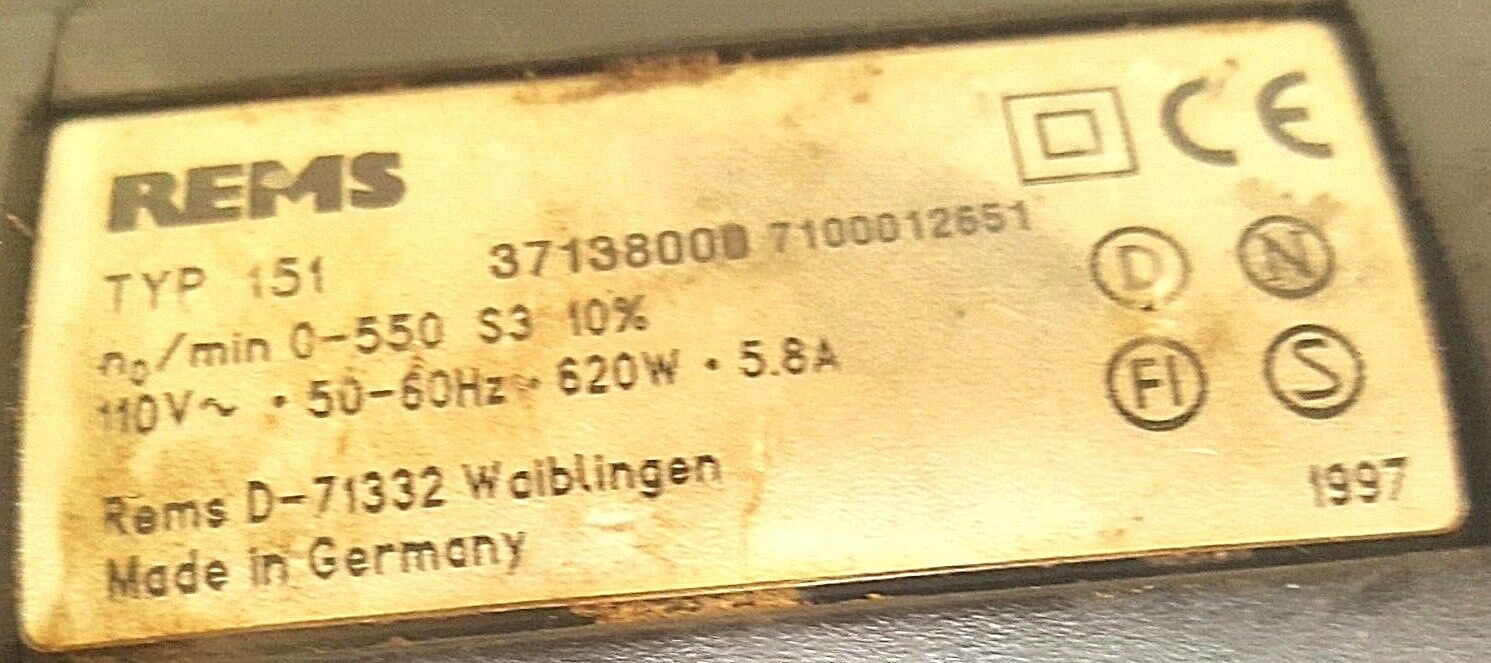 REMS
CE
TYP 151 3713800 7100012651
D N
n₀/min 0-550 S3 10%
110V~ • 50-60Hz • 620W • 5.8A
FI S
Rems D-71332 Waiblingen
1997
Made in Germany